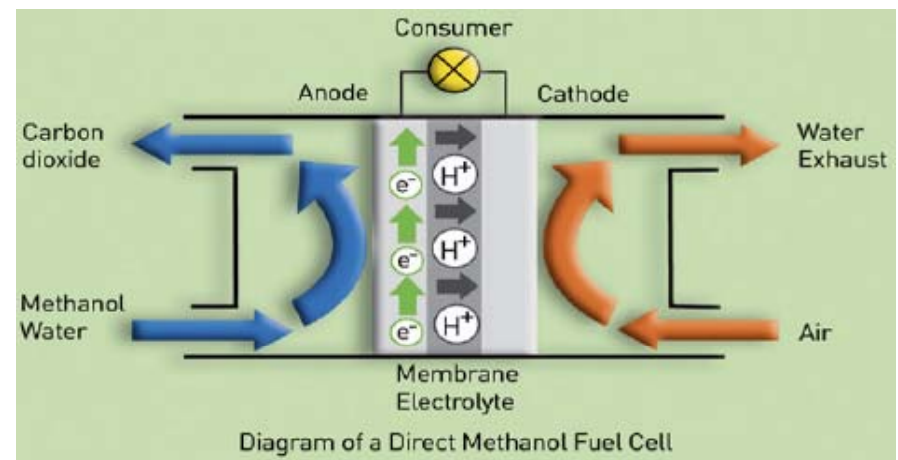 Consumer
Anode
Cathode
Carbon
dioxide
Water
Exhaust
e⁻
H⁺
e⁻
H⁺
e⁻
H⁺
Methanol
Water
Air
Membrane
Electrolyte
Diagram of a Direct Methanol Fuel Cell